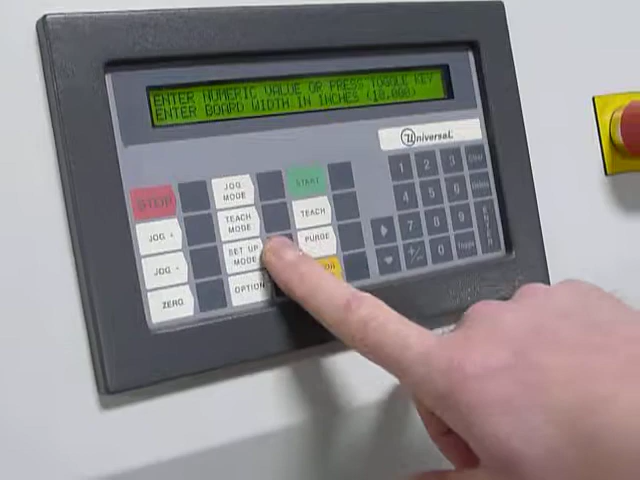 ENTER NUMERIC VALUE OR PRESS TOGGLE KEY
ENTER BOARD WIDTH IN INCHES (18.000)
UniversaL
STOP
JOG MODE
START
1 2 3
JOG +
TEACH MODE
TEACH
4 5 6
JOG -
SET UP MODE
PURGE
7 8 9
ENTER
ZERO
OPTION
+/- 0